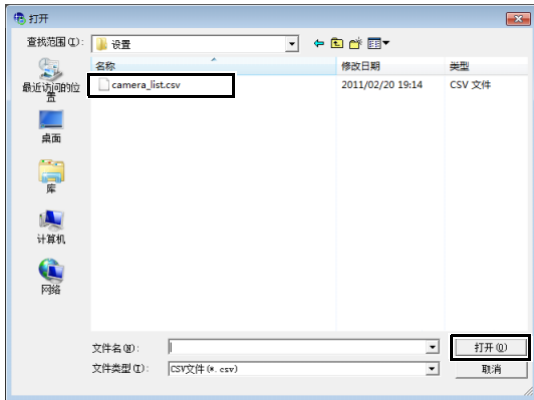 打开
查找范围(I):
设置
名称
修改日期
类型
camera_list.csv
2011/02/20 19:14
CSV 文件
最近访问的位置
桌面
库
计算机
网络
文件名(N):
打开(O)
文件类型(T):
CSV文件(*.csv)
取消